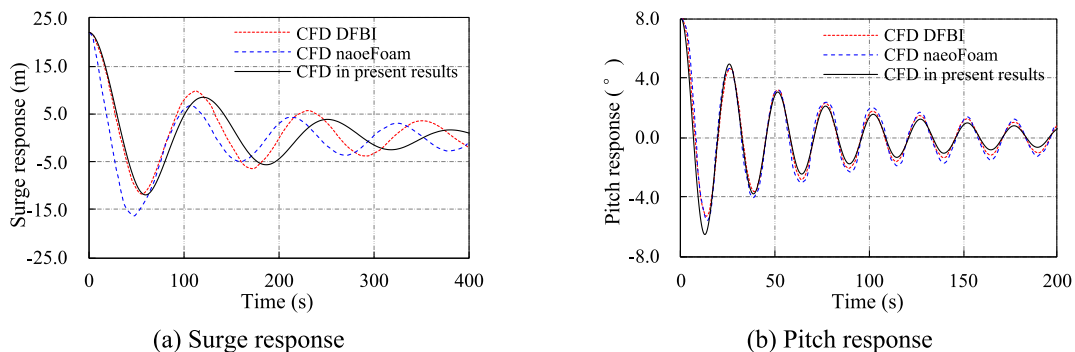 25.0
15.0
5.0
-5.0
-15.0
-25.0
Surge response (m)
0
100
200
300
400
Time (s)
CFD DFBI
CFD naoeFoam
CFD in present results
(a) Surge response
8.0
4.0
0.0
-4.0
-8.0
Pitch response ( ° )
0
50
100
150
200
Time (s)
CFD DFBI
CFD naeoFoam
CFD in present results
(b) Pitch response